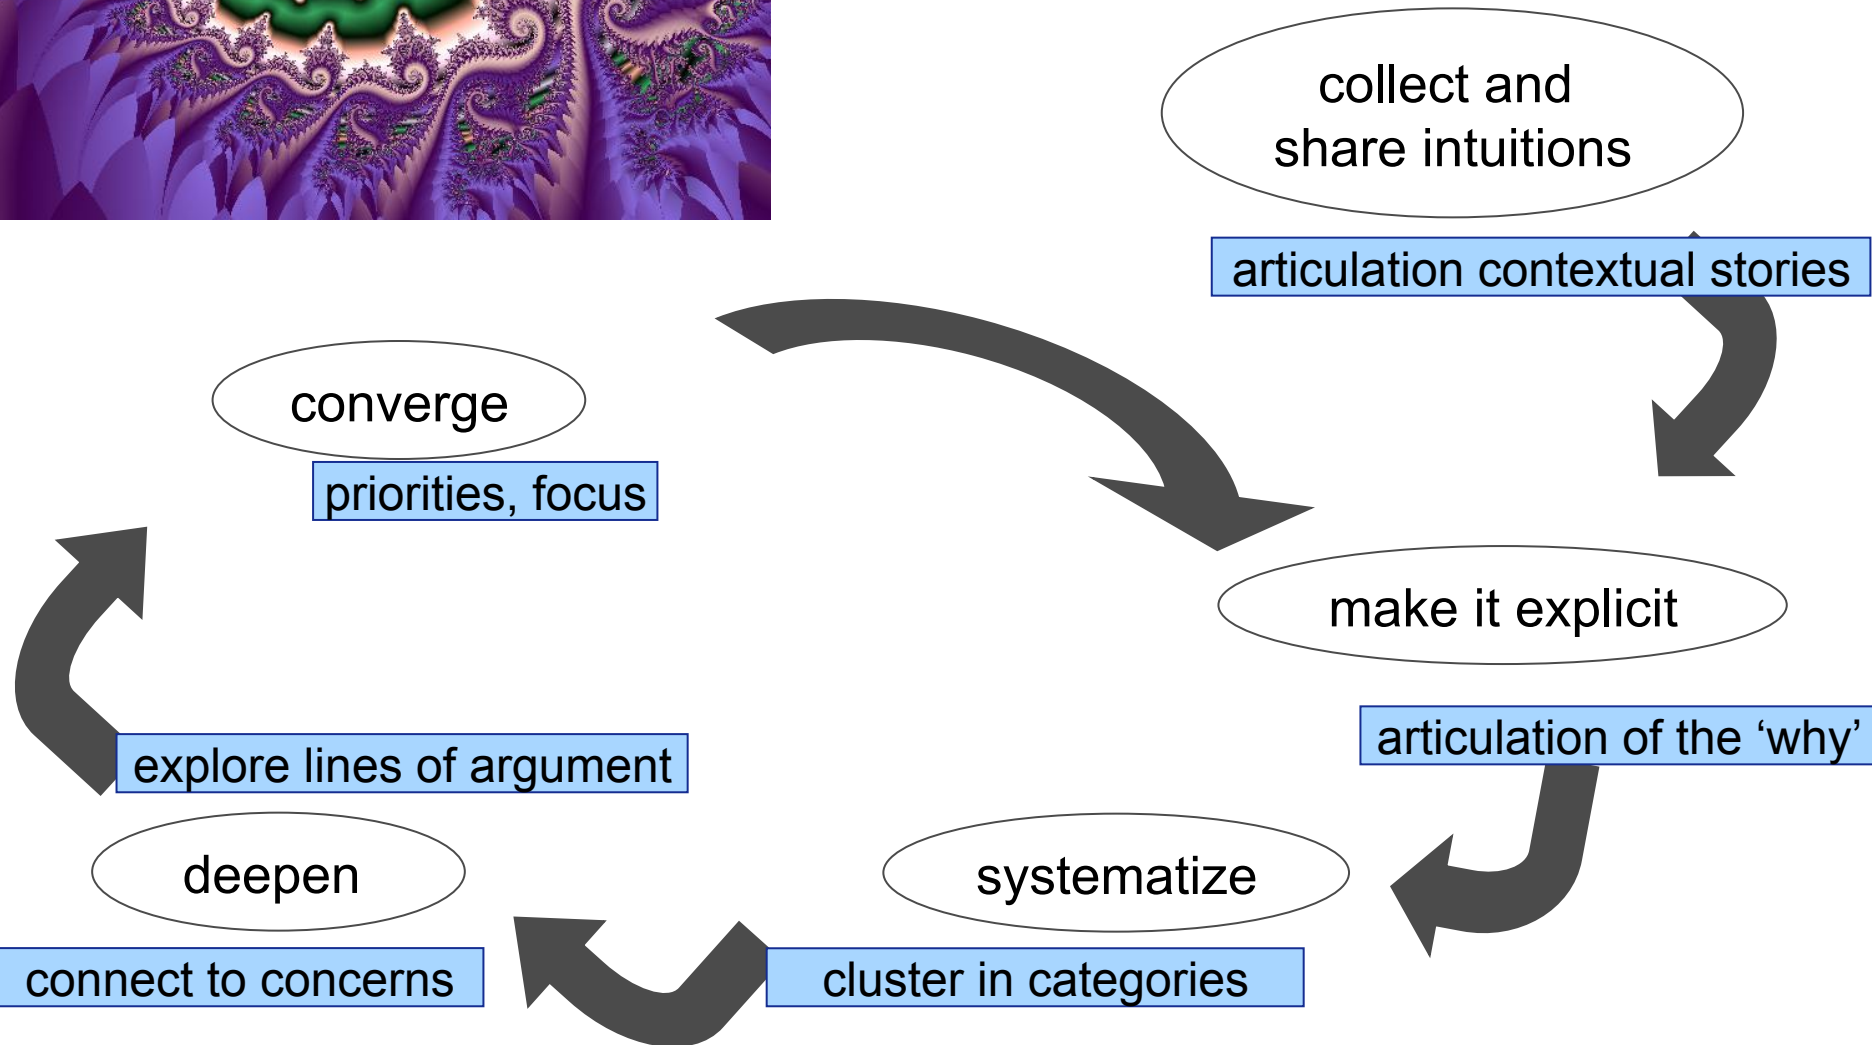 collect and
share intuitions
articulation contextual stories
converge
priorities, focus
make it explicit
articulation of the ‘why’
explore lines of argument
deepen
systematize
connect to concerns
cluster in categories